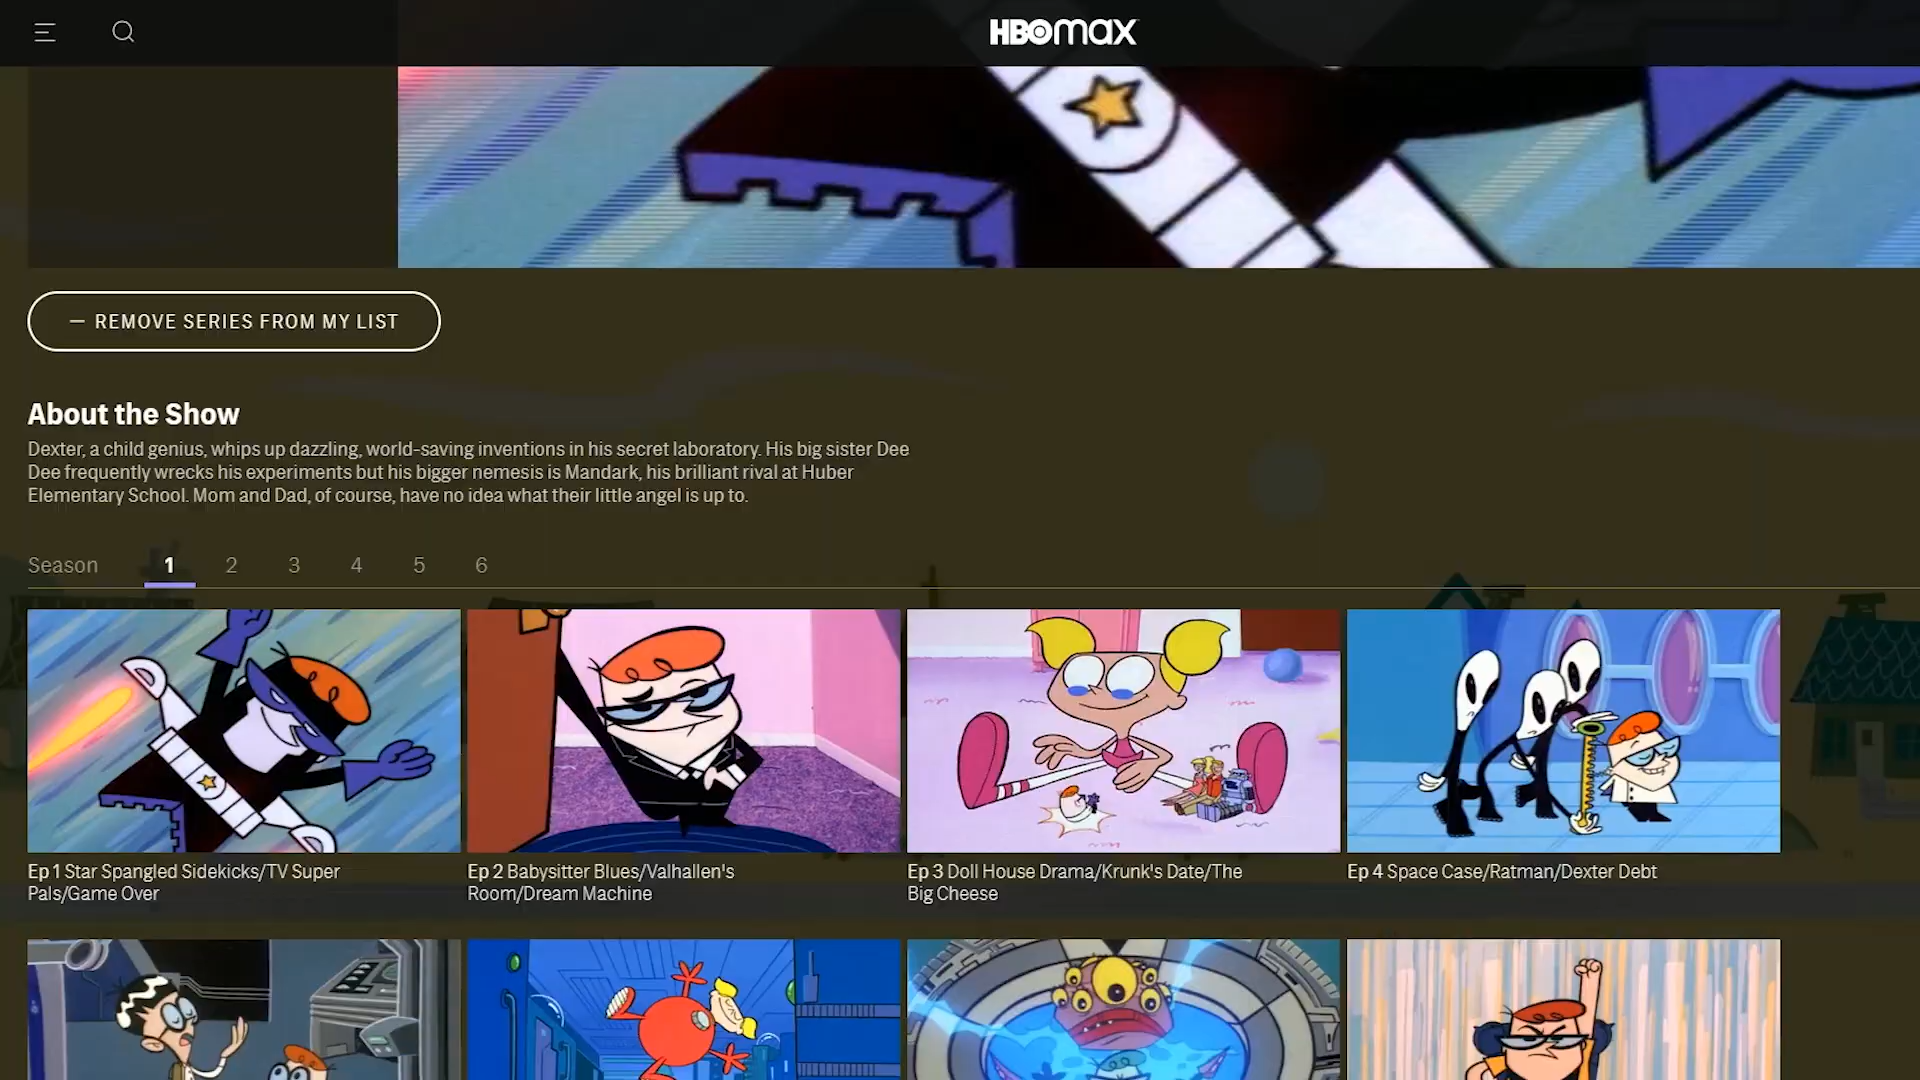 HBOmax
— REMOVE SERIES FROM MY LIST
About the Show
Dexter, a child genius, whips up dazzling, world-saving inventions in his secret laboratory. His big sister Dee
Dee frequently wrecks his experiments but his bigger nemesis is Mandark, his brilliant rival at Huber
Elementary School. Mom and Dad, of course, have no idea what their little angel is up to.
Season 1 2 3 4 5 6
Ep 1 Star Spangled Sidekicks/TV Super
Pals/Game Over
Ep 2 Babysitter Blues/Valhallen's
Room/Dream Machine
Ep 3 Doll House Drama/Krunk's Date/The
Big Cheese
Ep 4 Space Case/Ratman/Dexter Debt